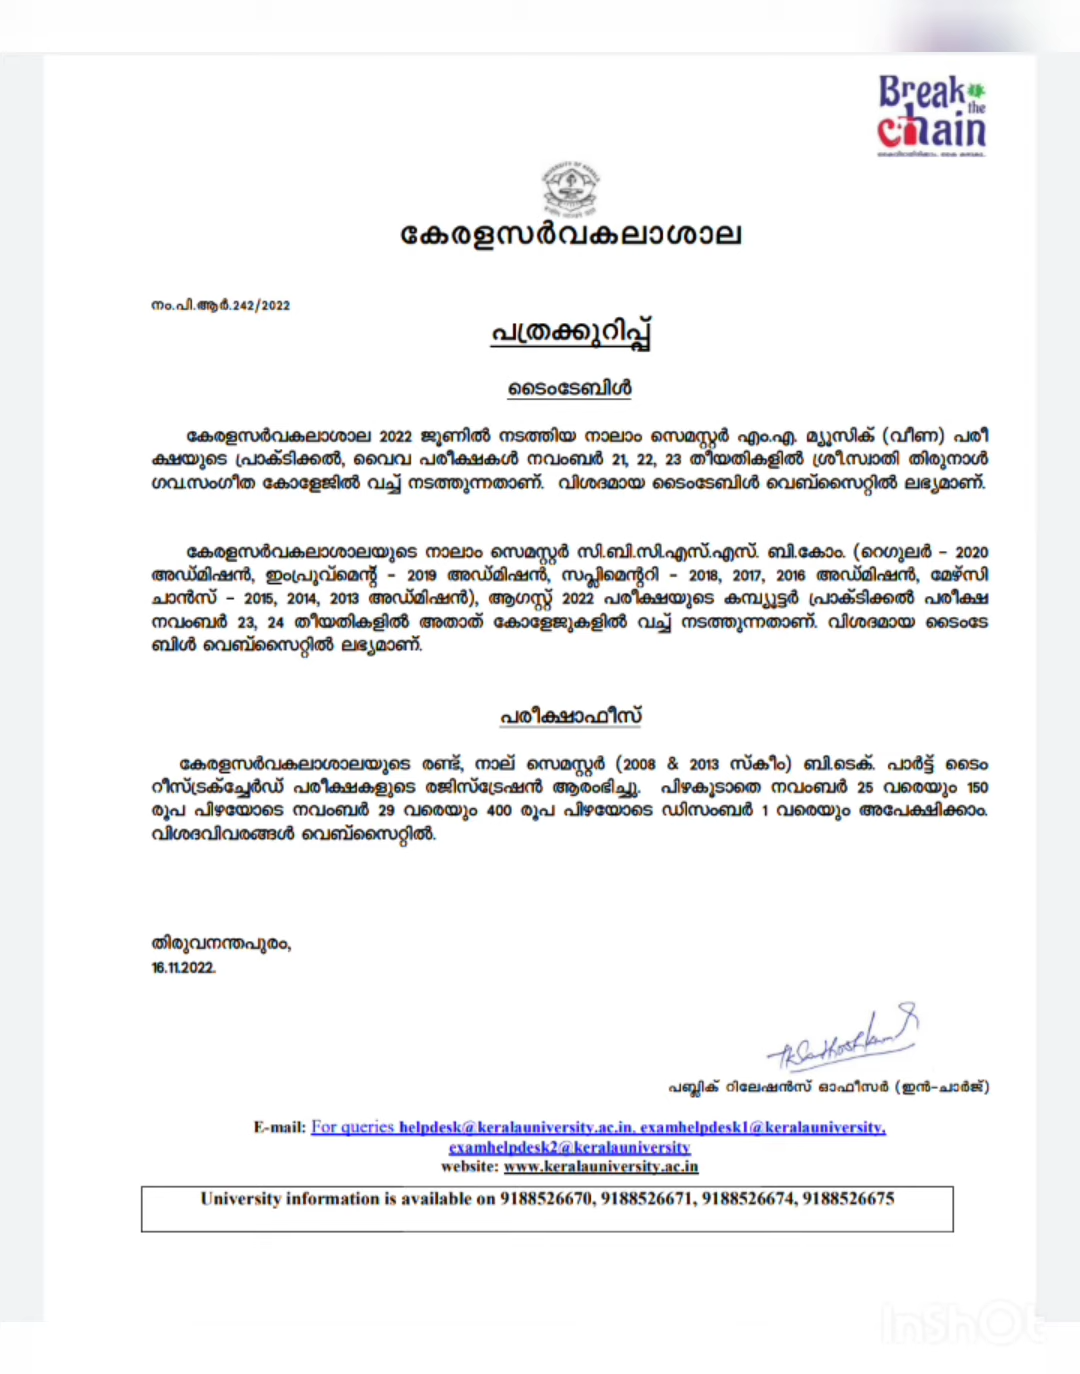 Break
the
chain
UNIVERSITY OF KERALA
കേരളസർവകലാശാല
നം.പി.ആർ.242/2022
പത്രക്കുറിപ്പ്
ടൈംടേബിൾ
കേരളസർവകലാശാല 2022 ജൂണിൽ നടത്തിയ നാലാം സെമസ്റ്റർ എം.എ. മ്യൂസിക് (വീണ) പരീ
ക്ഷയുടെ പ്രാക്ടിക്കൽ, വൈവ പരീക്ഷകൾ നവംബർ 21, 22, 23 തീയതികളിൽ ശ്രീ.സ്വാതി തിരുനാൾ
ഗവ.സംഗീത കോളേജിൽ വച്ച് നടത്തുന്നതാണ്. വിശദമായ ടൈംടേബിൾ വെബ്സൈറ്റിൽ ലഭ്യമാണ്.
കേരളസർവകലാശാലയുടെ നാലാം സെമസ്റ്റർ സി.ബി.സി.എസ്.എസ്. ബി.കോം. (റെഗുലർ – 2020
അഡ്മിഷൻ, ഇംപ്രുവ്മെന്റ് – 2019 അഡ്മിഷൻ, സപ്ലിമെന്ററി – 2018, 2017, 2016 അഡ്മിഷൻ, മേഴ്സി
ചാൻസ് – 2015, 2014, 2013 അഡ്മിഷൻ), ആഗസ്റ്റ് 2022 പരീക്ഷയുടെ കമ്പ്യൂട്ടർ പ്രാക്ടിക്കൽ പരീക്ഷ
നവംബർ 23, 24 തീയതികളിൽ അതാത് കോളേജുകളിൽ വച്ച് നടത്തുന്നതാണ്. വിശദമായ ടൈംടേ
ബിൾ വെബ്സൈറ്റിൽ ലഭ്യമാണ്.
പരീക്ഷാഫീസ്
കേരളസർവകലാശാലയുടെ രണ്ട്, നാല് സെമസ്റ്റർ (2008 & 2013 സ്കീം) ബി.ടെക്. പാർട്ട് ടൈം
റീസ്ട്രക്ച്ചേർഡ് പരീക്ഷകളുടെ രജിസ്ട്രേഷൻ ആരംഭിച്ചു. പിഴകൂടാതെ നവംബർ 25 വരെയും 150
രൂപ പിഴയോടെ നവംബർ 29 വരെയും 400 രൂപ പിഴയോടെ ഡിസംബർ 1 വരെയും അപേക്ഷിക്കാം.
വിശദവിവരങ്ങൾ വെബ്സൈറ്റിൽ.
തിരുവനന്തപുരം,
16.11.2022.
പബ്ലിക് റിലേഷൻസ് ഓഫീസർ (ഇൻ-ചാർജ്)
E-mail: For queries helpdesk@keralauniversity.ac.in, examhelpdesk1@keralauniversity.
examhelpdesk2@keralauniversity
website: www.keralauniversity.ac.in
University information is available on 9188526670, 9188526671, 9188526674, 9188526675
InShOt